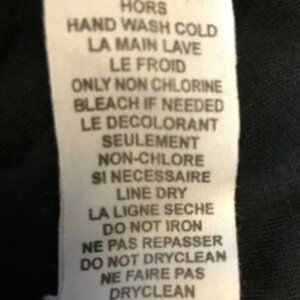 HORS
HAND WASH COLD
LA MAIN LAVE
LE FROID
ONLY NON CHLORINE
BLEACH IF NEEDED
LE DECOLORANT
SEULEMENT
NON-CHLORE
SI NECESSAIRE
LINE DRY
LA LIGNE SECHE
DO NOT IRON
NE PAS REPASSER
DO NOT DRYCLEAN
NE FAIRE PAS
DRYCLEAN